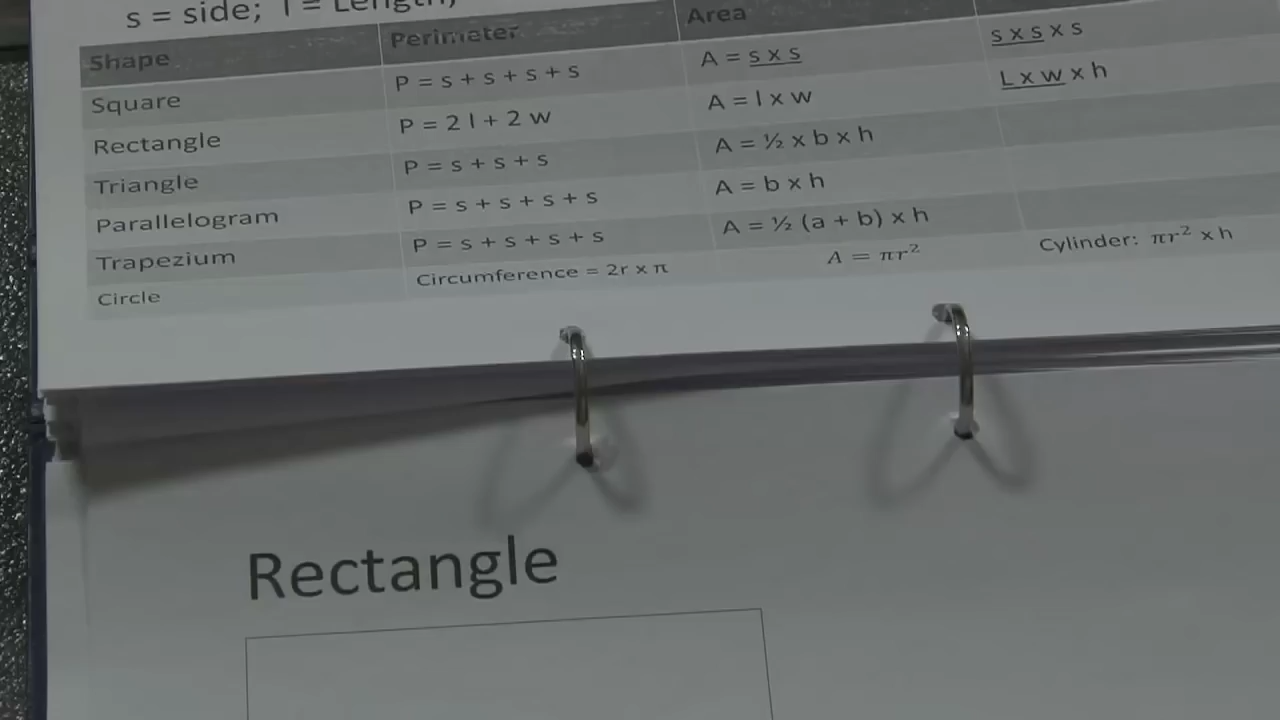 s = side; l = Length;
Shape Perimeter Area
Square P = s + s + s + s A = s x s s x s x s
Rectangle P = 2 l + 2 w A = l x w L x w x h
Triangle P = s + s + s A = ½ x b x h
Parallelogram P = s + s + s + s A = b x h
Trapezium P = s + s + s + s A = ½ (a + b) x h
Circle Circumference = 2r x π A = πr² Cylinder: πr² x h
Rectangle